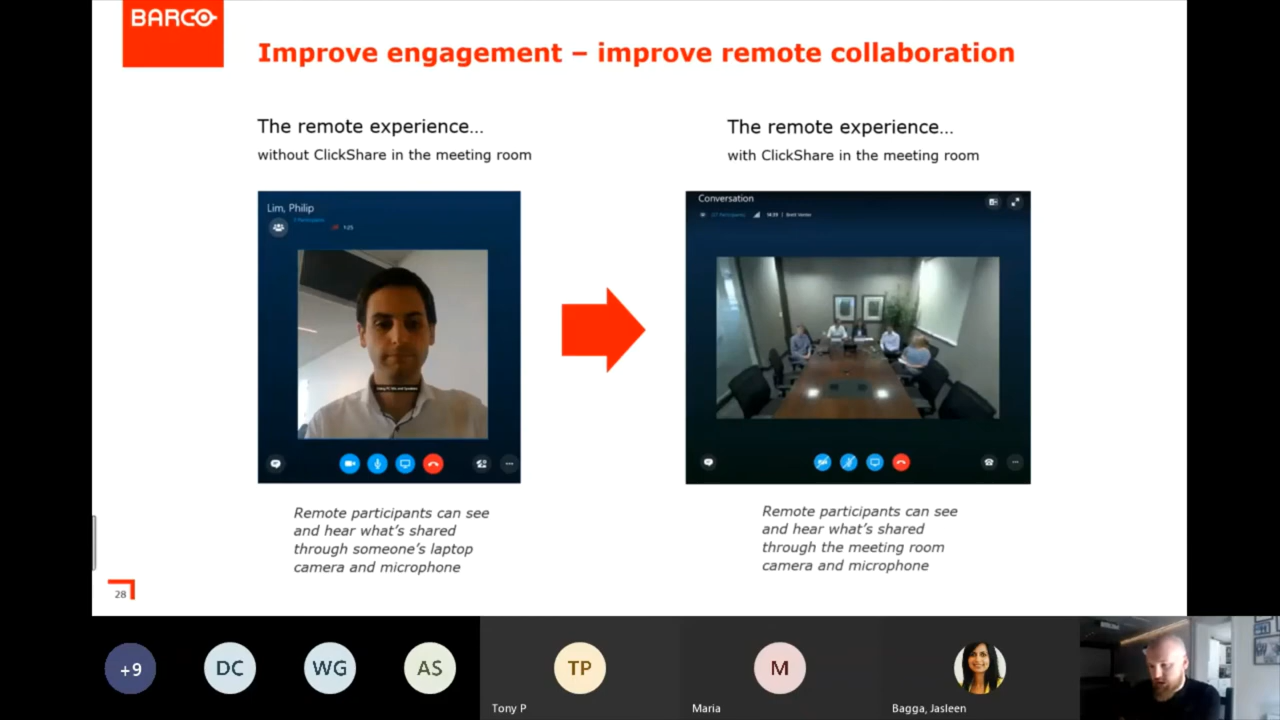 BARCO
Improve engagement – improve remote collaboration
The remote experience...
without ClickShare in the meeting room
The remote experience...
with ClickShare in the meeting room
Lim, Philip
1:25
Conversation
Remote participants can see
and hear what's shared
through someone's laptop
camera and microphone
Remote participants can see
and hear what's shared
through the meeting room
camera and microphone
28
+9
DC
WG
AS
TP
M
Tony P
Maria
Bagga, Jasleen